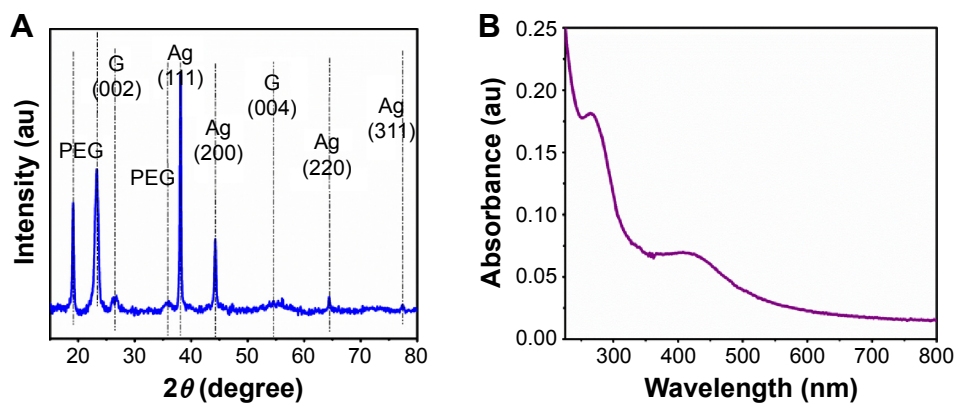 A
Intensity (au)
PEG
G
(002)
PEG
Ag
(111)
Ag
(200)
G
(004)
Ag
(220)
Ag
(311)
20
30
40
50
60
70
80
2θ (degree)
B
Absorbance (au)
0.25
0.20
0.15
0.10
0.05
0.00
300
400
500
600
700
800
Wavelength (nm)